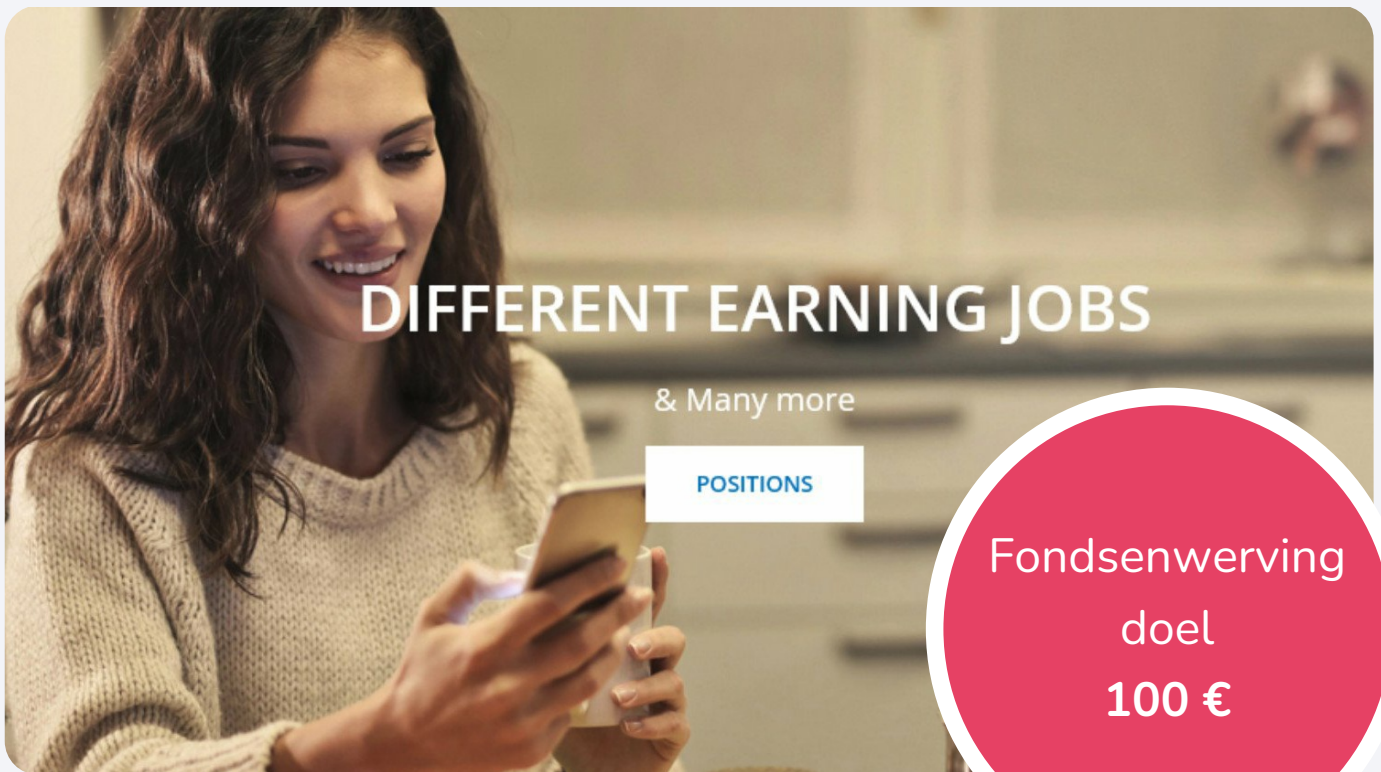 DIFFERENT EARNING JOBS
& Many more
POSITIONS
Fondsenwerving
doel
100 €